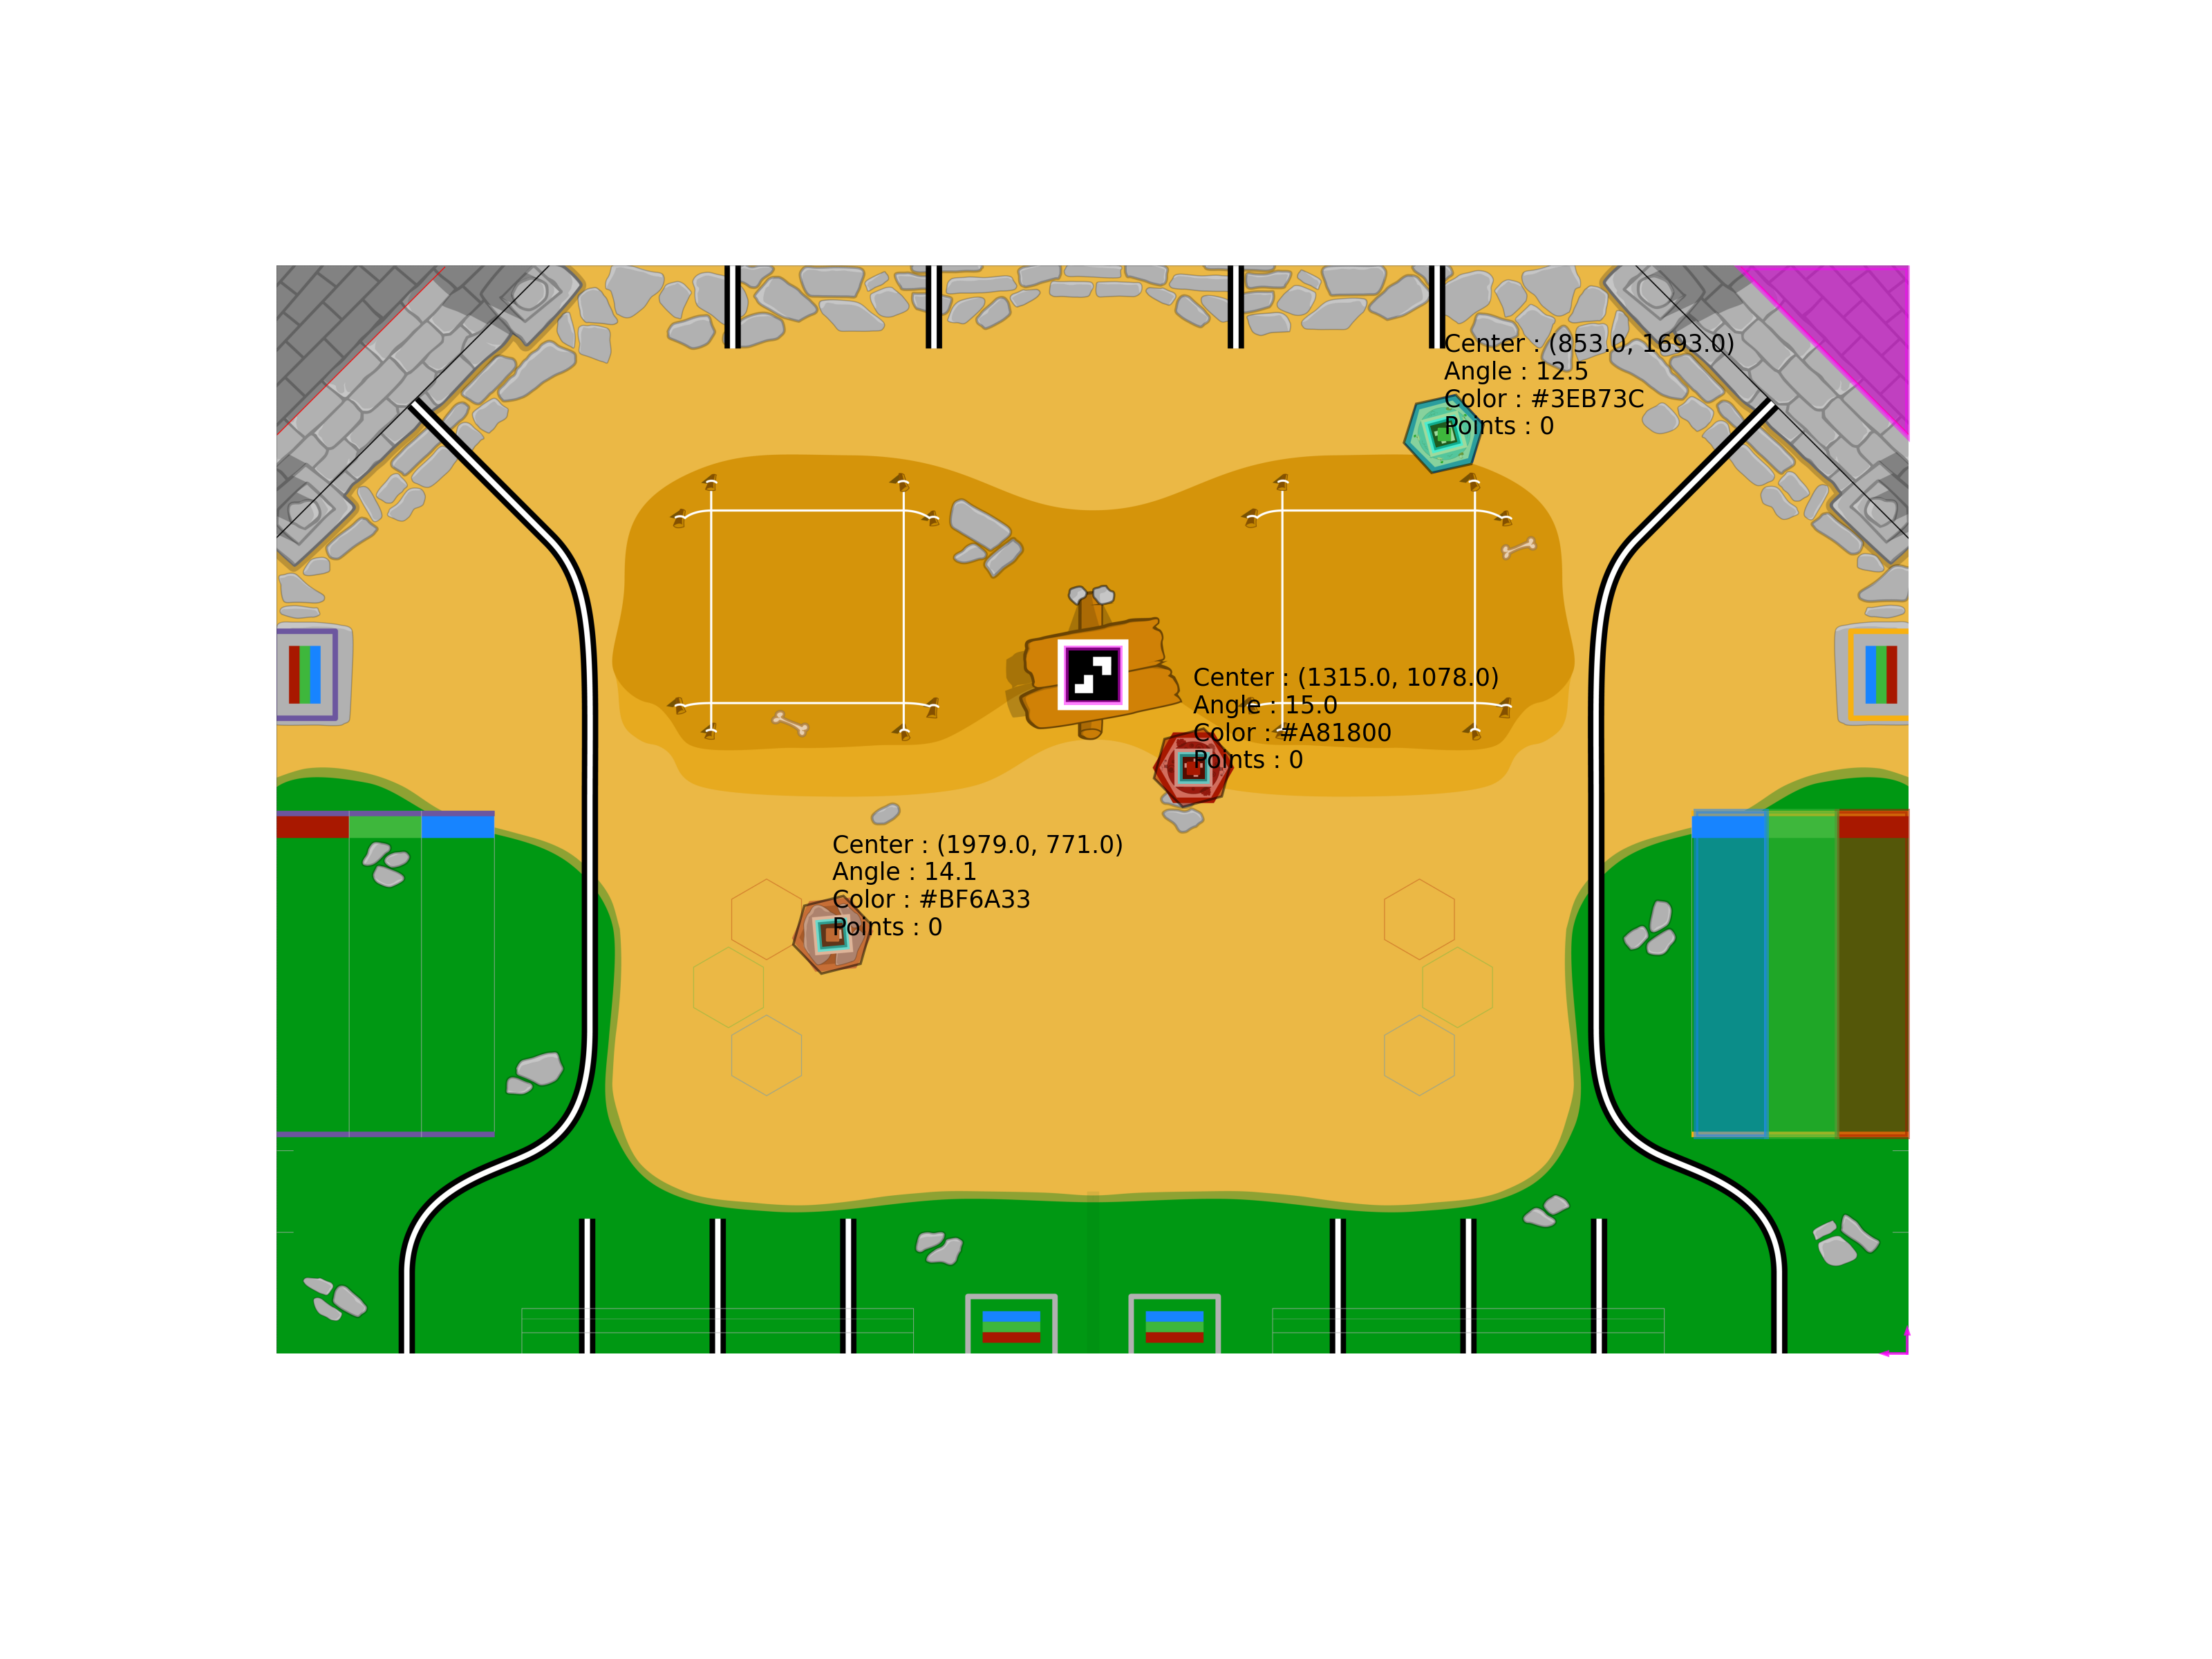 Center : (853.0, 1693.0)
Angle : 12.5
Color : #3EB73C
Points : 0
Center : (1315.0, 1078.0)
Angle : 15.0
Color : #A81800
Points : 0
Center : (1979.0, 771.0)
Angle : 14.1
Color : #BF6A33
Points : 0